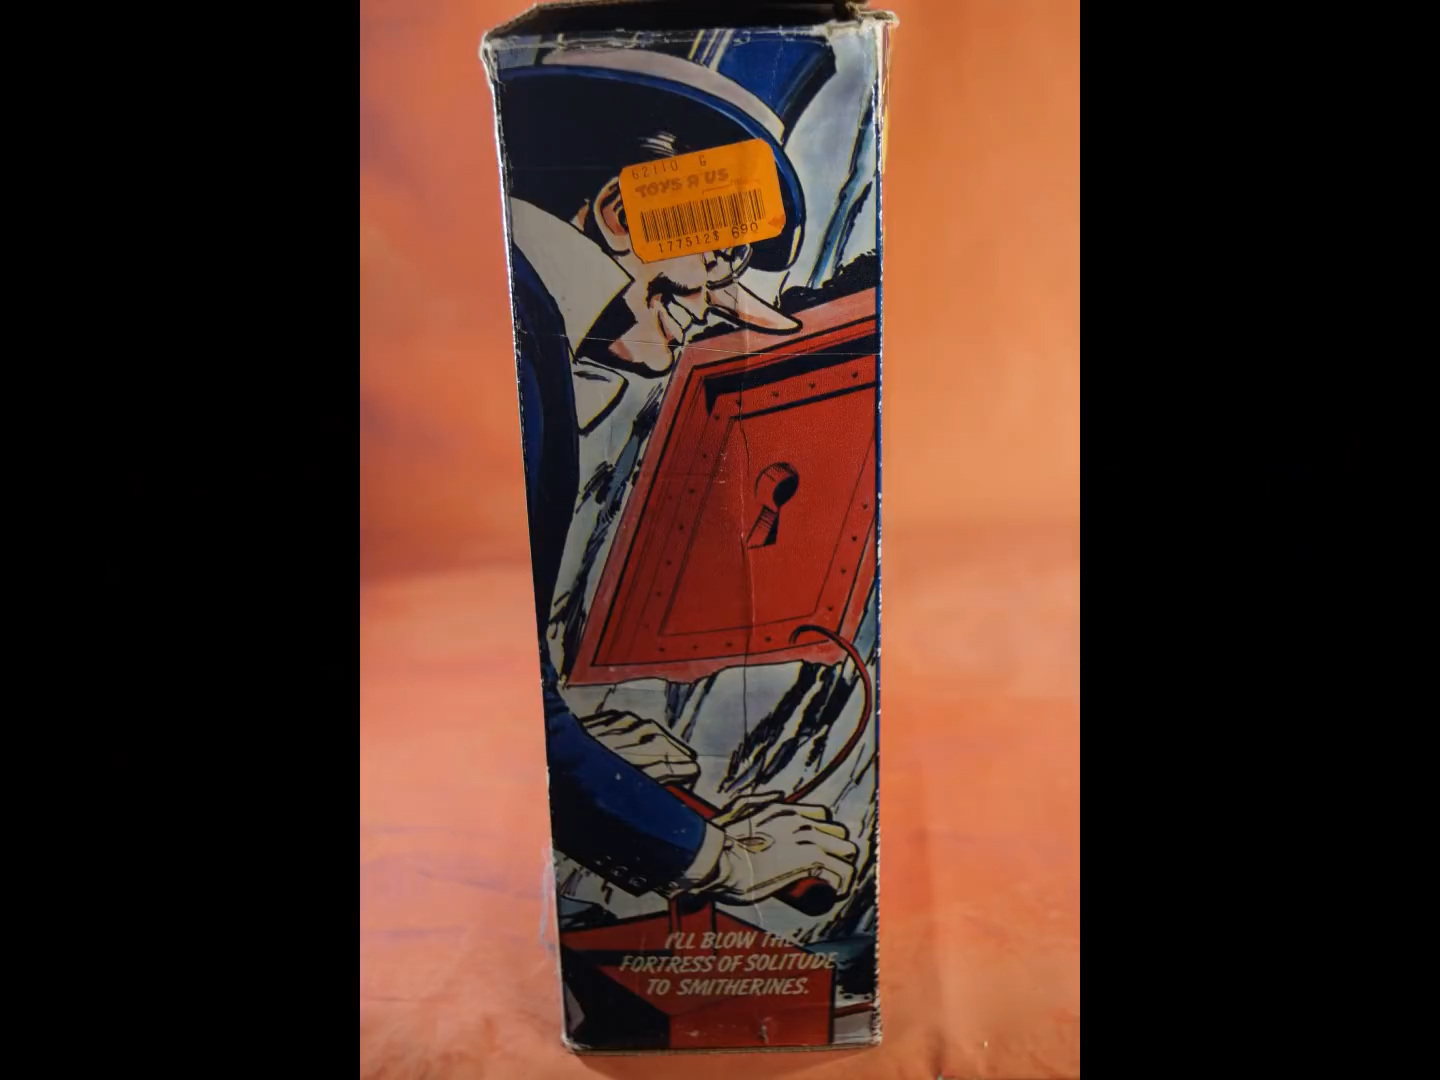 62110 G
TOYS R US
177512$ 690
I'LL BLOW THE
FORTRESS OF SOLITUDE
TO SMITHERINES.